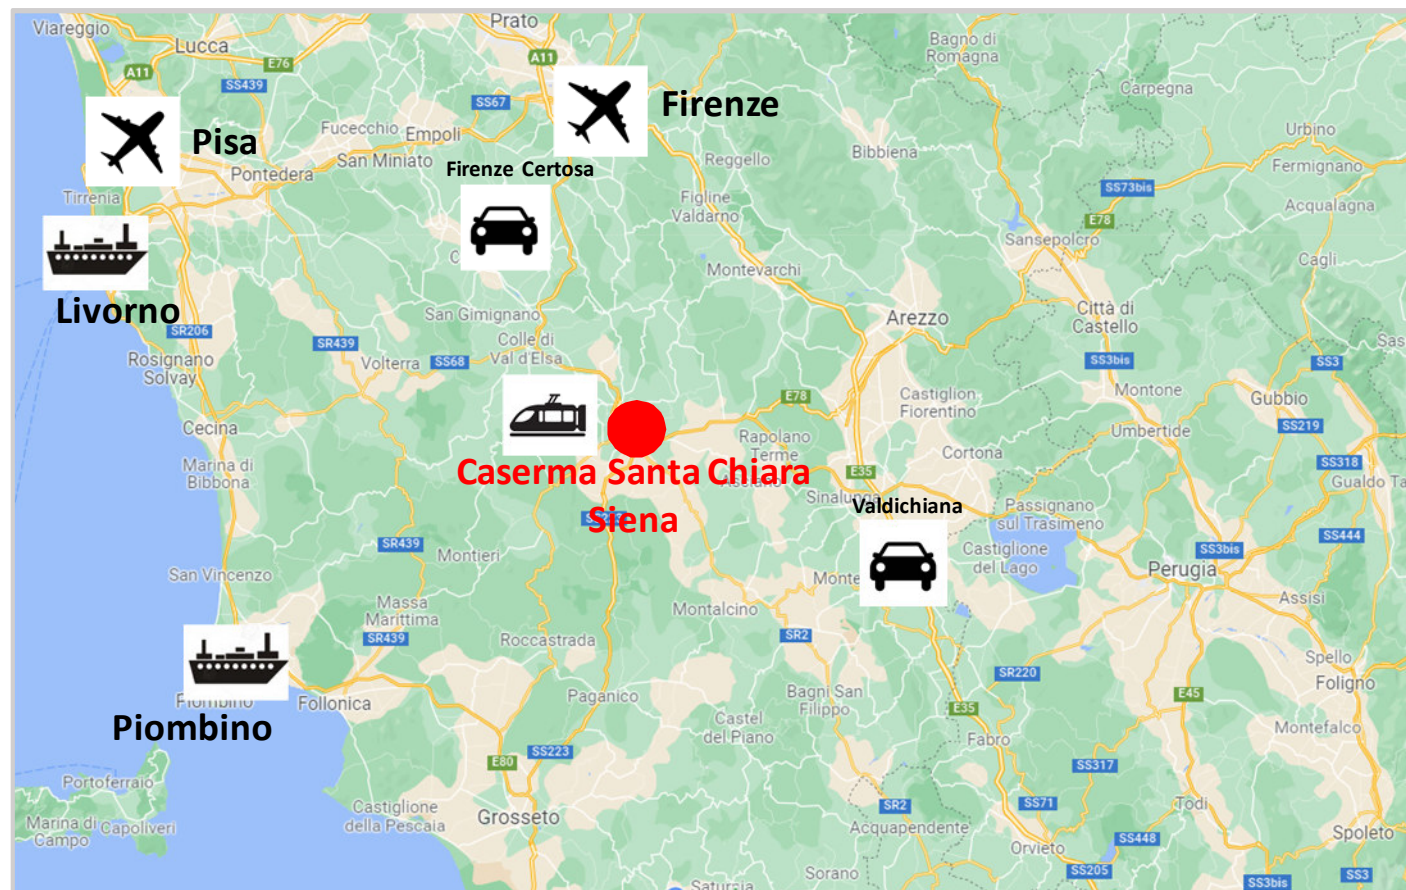 Viareggio
Lucca
Prato
Bagno di
Romagna
A11
E76
A11
SS439
SS67
Carpegna
Firenze
Pisa
Fucecchio
Empoli
San Miniato
Pontedera
Reggello
Bibbiena
Urbino
Fermignano
Firenze Certosa
Tirrenia
Figline
Valdarno
SS73bis
Acqualagna
E78
Sansepolcro
Cagli
Montevarchi
Livorno
San Gimignano
Arezzo
Città di
Castello
SR206
SR439
Colle di
Val d'Elsa
Rosignano
Solvay
Volterra
SS68
SS3bis
SS3
Castiglion
Fiorentino
Montone
Gubbio
E78
Cecina
Rapolano
Terme
Umbertide
SS219
Cortona
Marina di
Bibbona
Caserma Santa Chiara
Siena
Asciano
E35
SS318
Sinalunga
Valdichiana
Passignano
sul Trasimeno
SR439
Montieri
Castiglione
del Lago
SS3bis
SS444
Perugia
San Vincenzo
Massa
Marittima
Montalcino
Assisi
SR439
Roccastrada
SR2
Spello
SR220
Foligno
Piombino
Follonica
Paganico
Bagni San
Filippo
E45
E35
Piombino
Castel
del Piano
Montefalco
SS223
Fabro
E80
SS317
Portoferraio
Castiglione
della Pescaia
Grosseto
SR2
SS71
Todi
Marina di
Campo
Capoliveri
Acquapendente
Orvieto
SS448
Spoleto
SS205
Sorano
SS3bis
SS3